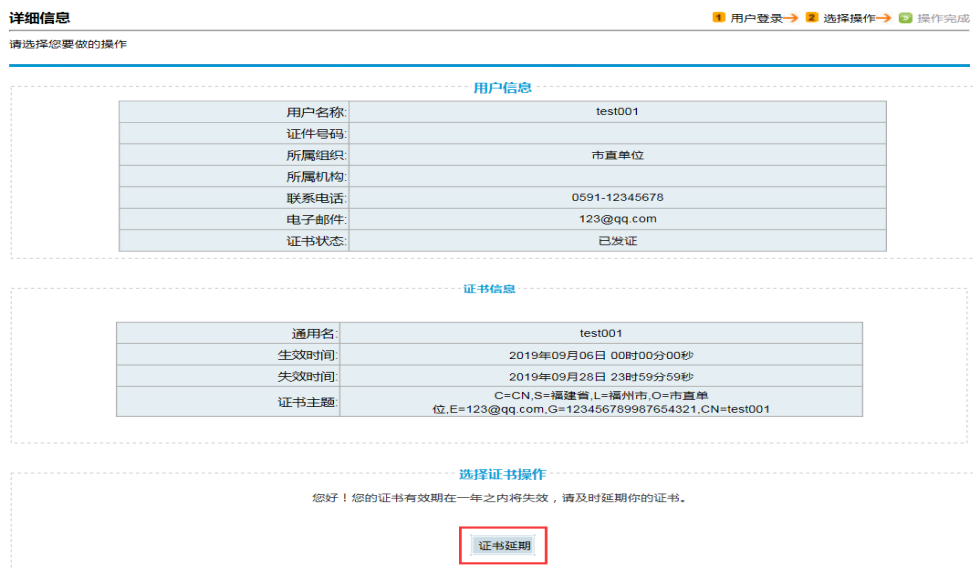 详细信息
1 用户登录 2 选择操作 操作完成
请选择您要做的操作
用户信息
用户名称: test001
证件号码:
所属组织: 市直单位
所属机构:
联系电话: 0591-12345678
电子邮件: 123@qq.com
证书状态: 已发证
证书信息
通用名: test001
生效时间: 2019年09月06日 00时00分00秒
失效时间: 2019年09月28日 23时59分59秒
证书主题: C=CN,S=福建省,L=福州市,O=市直单
位,E=123@qq.com,G=123456789987654321,CN=test001
选择证书操作
您好！您的证书有效期在一年之内将失效，请及时延期你的证书。
证书延期